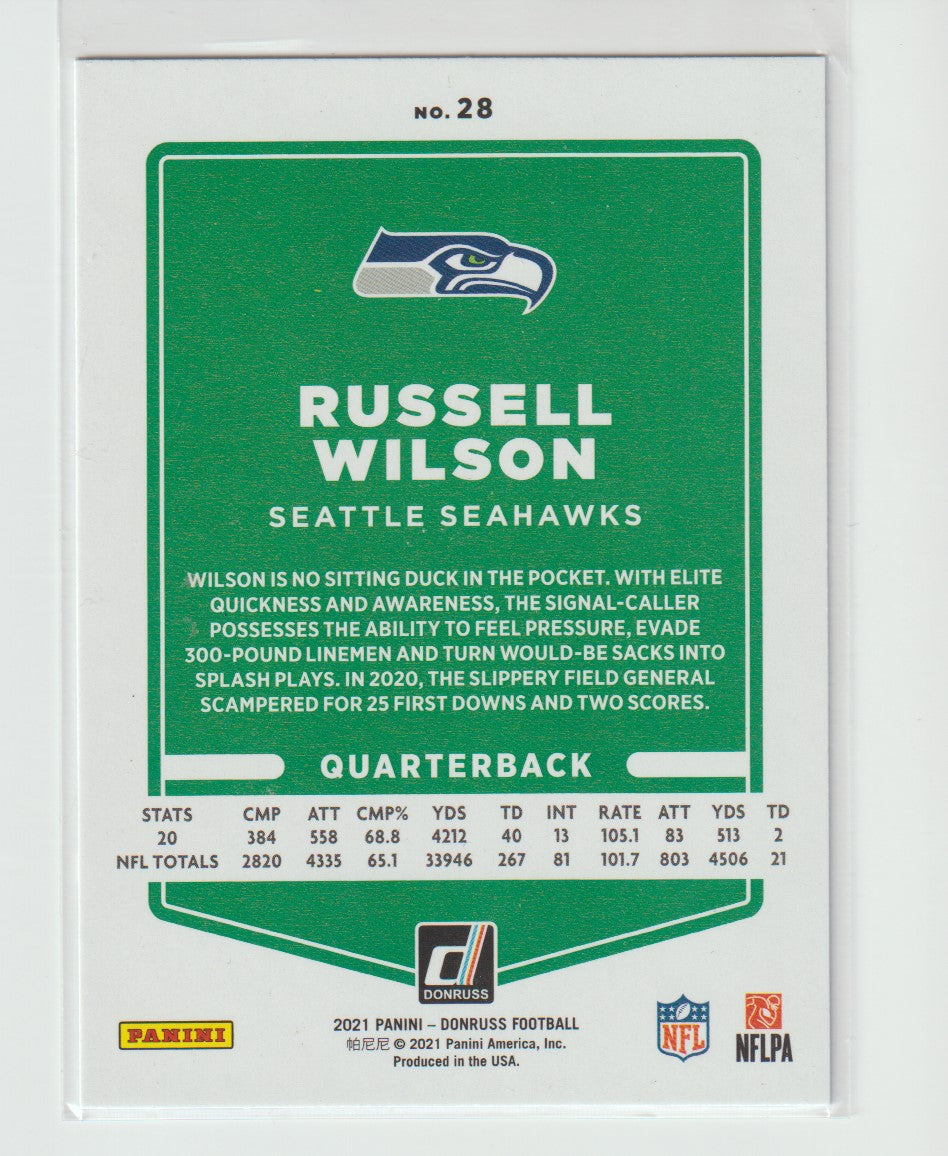 NO. 28
RUSSELL
WILSON
SEATTLE SEAHAWKS
WILSON IS NO SITTING DUCK IN THE POCKET. WITH ELITE
QUICKNESS AND AWARENESS, THE SIGNAL-CALLER
POSSESSES THE ABILITY TO FEEL PRESSURE, EVADE
300-POUND LINEMEN AND TURN WOULD-BE SACKS INTO
SPLASH PLAYS. IN 2020, THE SLIPPERY FIELD GENERAL
SCAMPERED FOR 25 FIRST DOWNS AND TWO SCORES.
QUARTERBACK
STATS CMP ATT CMP% YDS TD INT RATE ATT YDS TD
20 384 558 68.8 4212 40 13 105.1 83 513 2
NFL TOTALS 2820 4335 65.1 33946 267 81 101.7 803 4506 21
d
DONRUSS
PANINI
2021 PANINI – DONRUSS FOOTBALL
帕尼尼 © 2021 Panini America, Inc.
Produced in the USA.
NFL
NFLPA